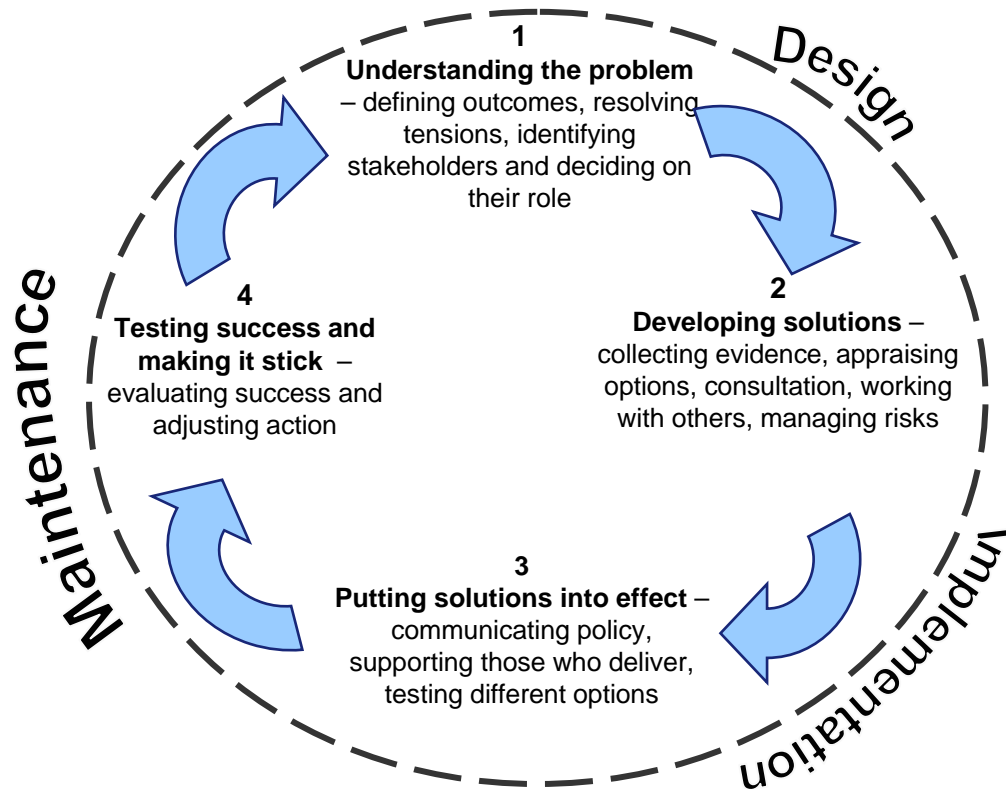 1
Understanding the problem
– defining outcomes, resolving
tensions, identifying
stakeholders and deciding on
their role
Design
2
Developing solutions –
collecting evidence, appraising
options, consultation, working
with others, managing risks
Implementation
3
Putting solutions into effect –
communicating policy,
supporting those who deliver,
testing different options
4
Testing success and
making it stick –
evaluating success and
adjusting action
Maintenance